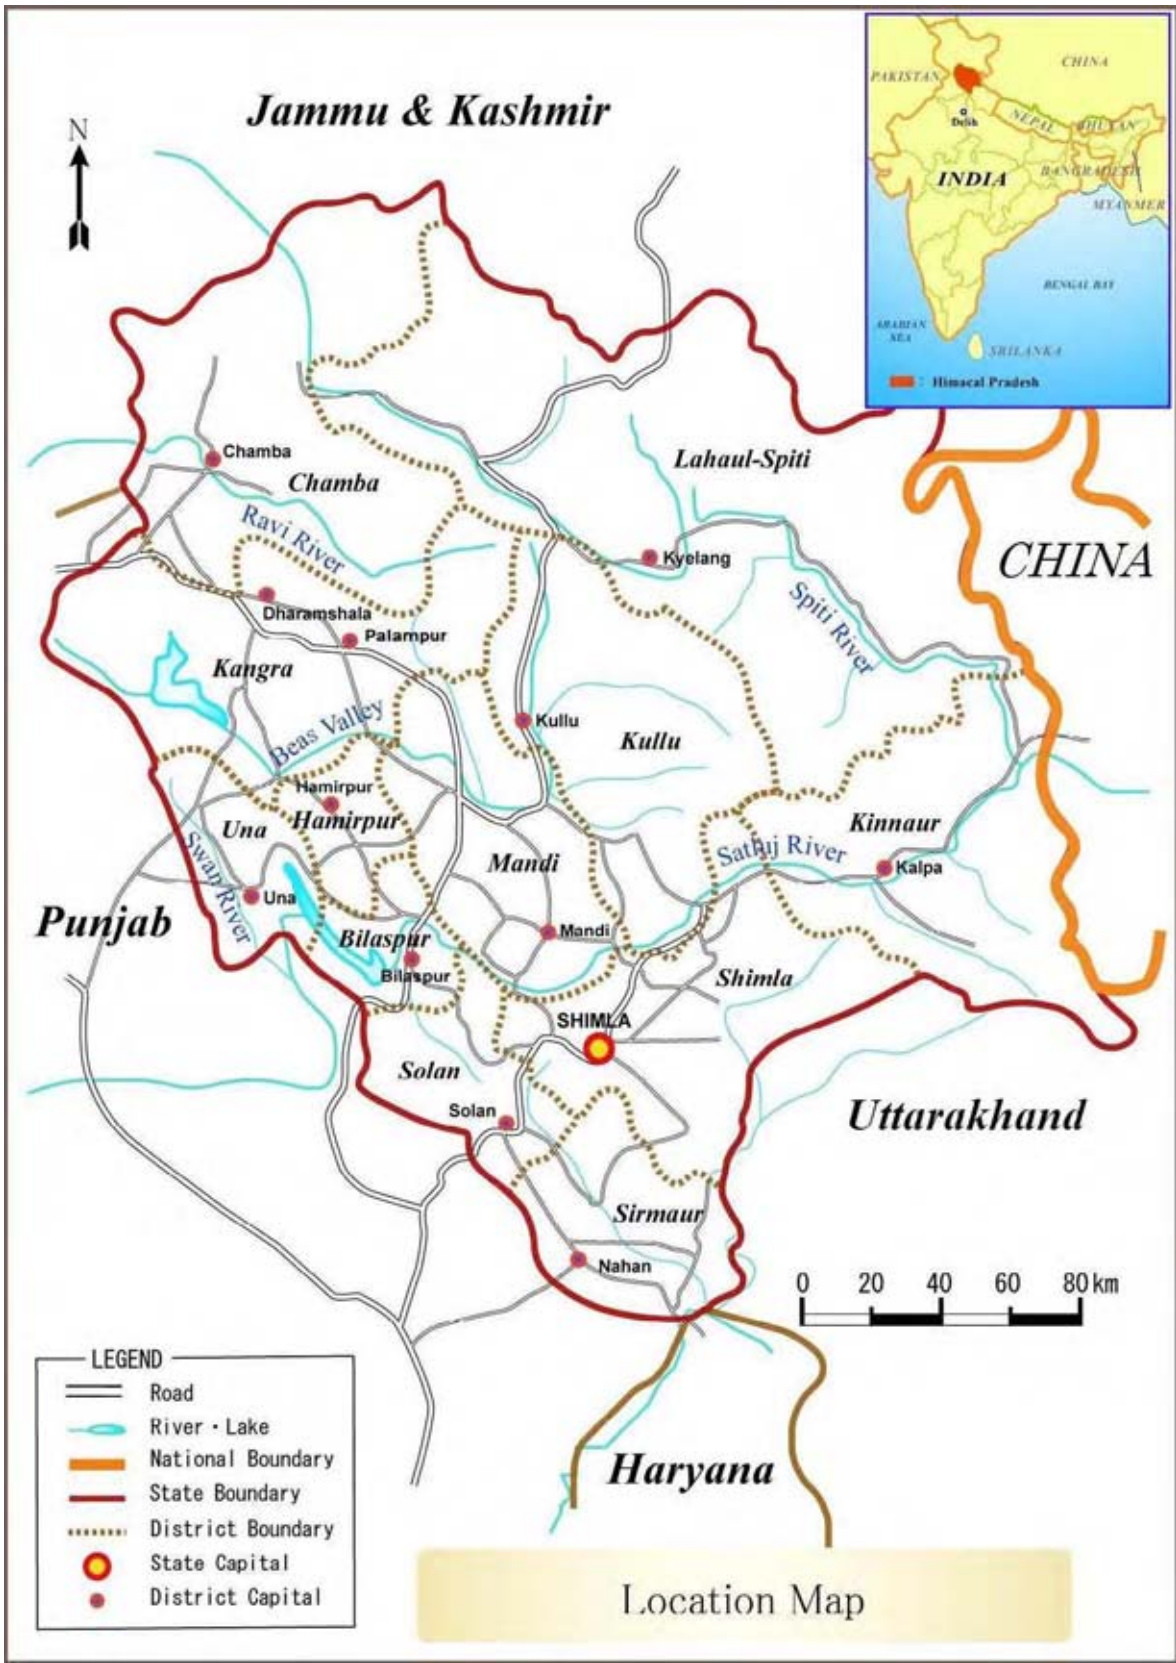 Jammu & Kashmir
N
PAKISTAN
CHINA
Delih
NEPAL
BHUTAN
INDIA
BANGRADESH
MYANMER
BENGAL BAY
ARABIAN
SEA
SRILANKA
: Himacal Pradesh
Chamba
Chamba
Lahaul-Spiti
Ravi River
Kyelang
CHINA
Dharamshala
Palampur
Spiti River
Kangra
Beas Valley
Kullu
Kullu
Hamirpur
Hamirpur
Una
Kinnaur
Swan River
Mandi
Sathuj River
Kalpa
Una
Punjab
Bilaspur
Mandi
Bilaspur
Shimla
SHIMLA
Solan
Solan
Uttarakhand
Sirmaur
Nahan
0 20 40 60 80 km
LEGEND
Road
River・Lake
National Boundary
State Boundary
District Boundary
State Capital
District Capital
Haryana
Location Map